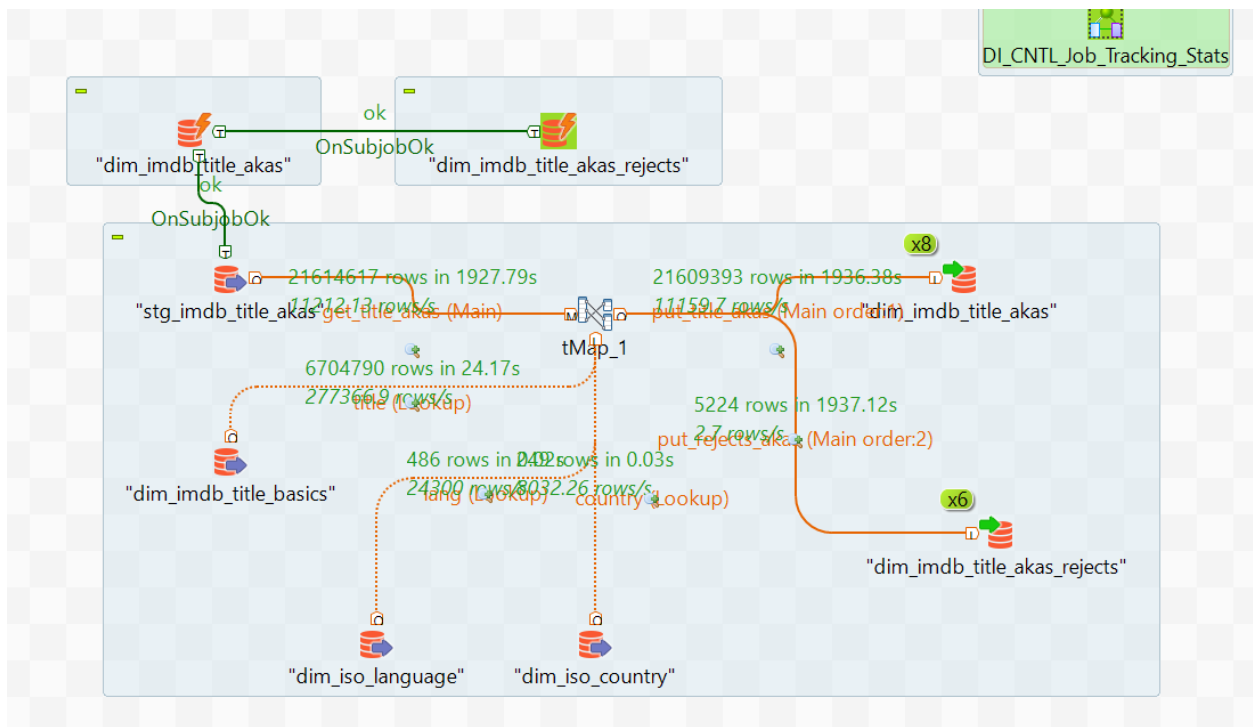 DI_CNTL_Job_Tracking_Stats
ok
OnSubjobOk
"dim_imdb_title_akas"
"dim_imdb_title_akas_rejects"
ok
OnSubjobOk
x8
21614617 rows in 1927.79s
11212.13 rows/s
get_title_akas (Main)
"stg_imdb_title_akas"
tMap_1
21609393 rows in 1936.38s
11159.7 rows/s
put_title_akas (Main order:1)
"dim_imdb_title_akas"
6704790 rows in 24.17s
277366.9 rows/s
title (Lookup)
"dim_imdb_title_basics"
5224 rows in 1937.12s
2.7 rows/s
put_rejects_akas (Main order:2)
486 rows in 0.02s
24300 rows/s
lang (Lookup)
249 rows in 0.03s
8032.26 rows/s
country (Lookup)
x6
"dim_imdb_title_akas_rejects"
"dim_iso_language"
"dim_iso_country"